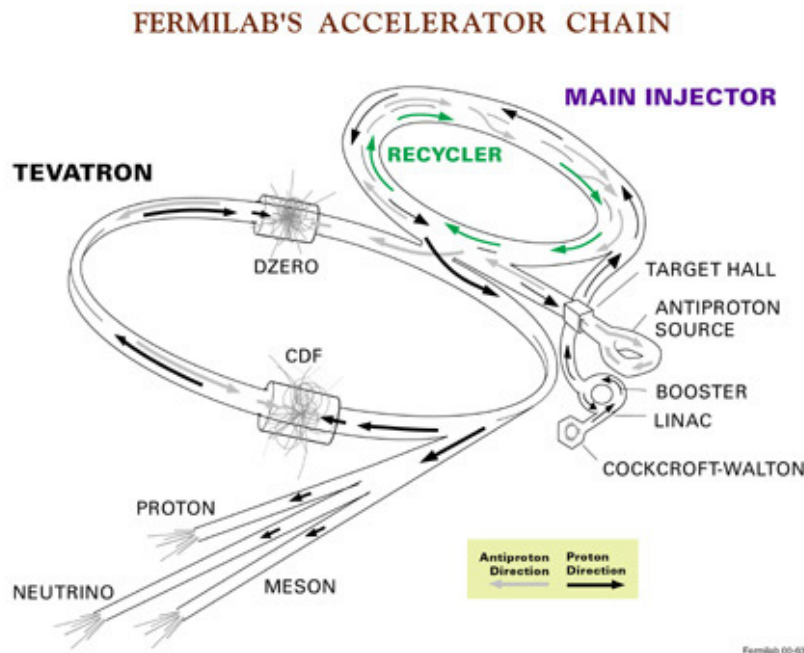 FERMILAB'S ACCELERATOR CHAIN
MAIN INJECTOR
RECYCLER
TEVATRON
DZERO
TARGET HALL
ANTIPROTON
SOURCE
CDF
BOOSTER
LINAC
COCKCROFT-WALTON
PROTON
NEUTRINO
MESON
Antiproton
Direction
Proton
Direction